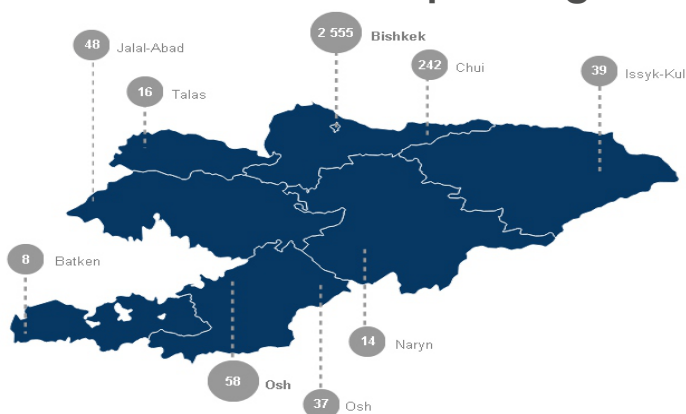 2 555 Bishkek
48 Jalal-Abad
242 Chui
39 Issyk-Kul
16 Talas
8 Batken
14 Naryn
58 Osh
37 Osh